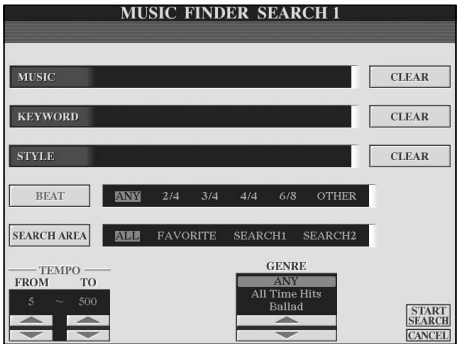 MUSIC FINDER SEARCH 1
MUSIC CLEAR
KEYWORD CLEAR
STYLE CLEAR
BEAT ANY 2/4 3/4 4/4 6/8 OTHER
SEARCH AREA ALL FAVORITE SEARCH1 SEARCH2
TEMPO
FROM TO
5 ~ 500
GENRE
ANY
All Time Hits
Ballad
START
SEARCH
CANCEL